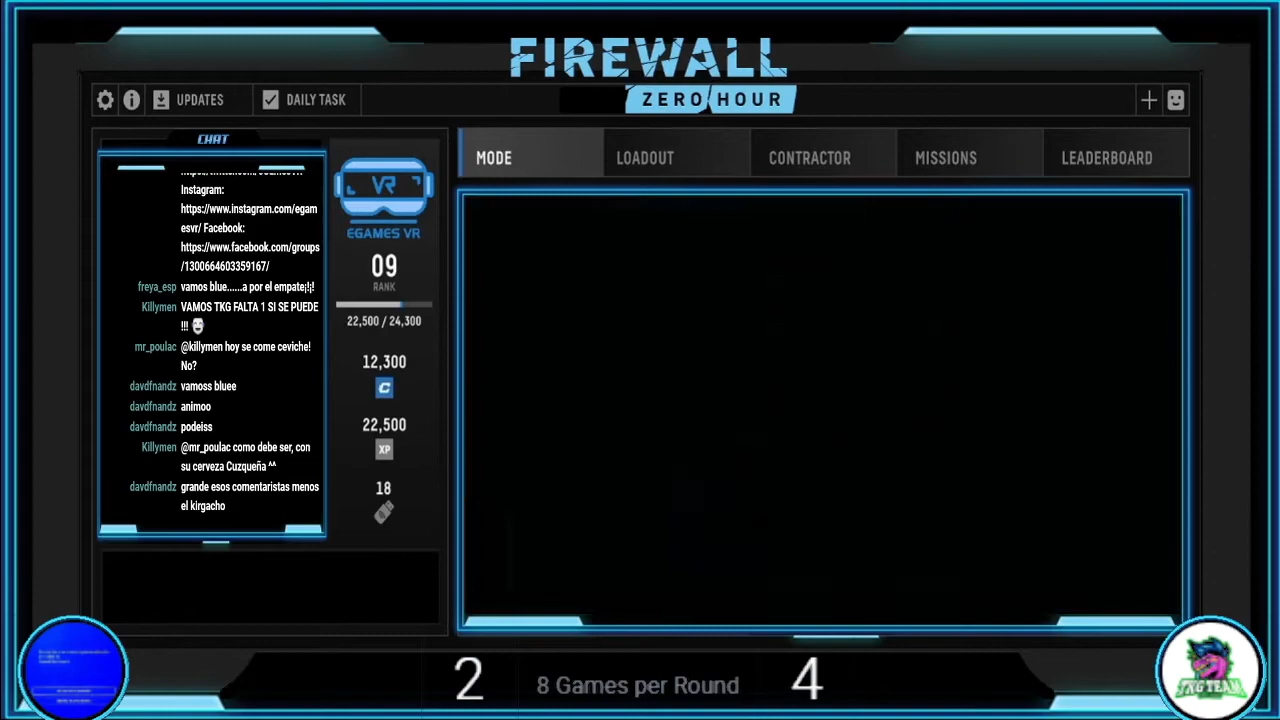 FIREWALL
ZERO HOUR
UPDATES
DAILY TASK
CHAT
Instagram:
https://www.instagram.com/egam
esvr/ Facebook:
https://www.facebook.com/groups
/1300664603359167/
freya_esp vamos blue......a por el empate¡!¡!
Killymen VAMOS TKG FALTA 1 SI SE PUEDE
!!!
mr_poulac @killymen hoy se come ceviche!
No?
davdfnandz vamoss bluee
davdfnandz animoo
davdfnandz podeiss
Killymen @mr_poulac como debe ser, con
su cerveza Cuzqueña ^^
davdfnandz grande esos comentaristas menos
el kirgacho
VR
EGAMES VR
09
RANK
22,500 / 24,300
12,300
C
22,500
XP
18
MODE
LOADOUT
CONTRACTOR
MISSIONS
LEADERBOARD
2
8 Games per Round
4
TKG TEAM